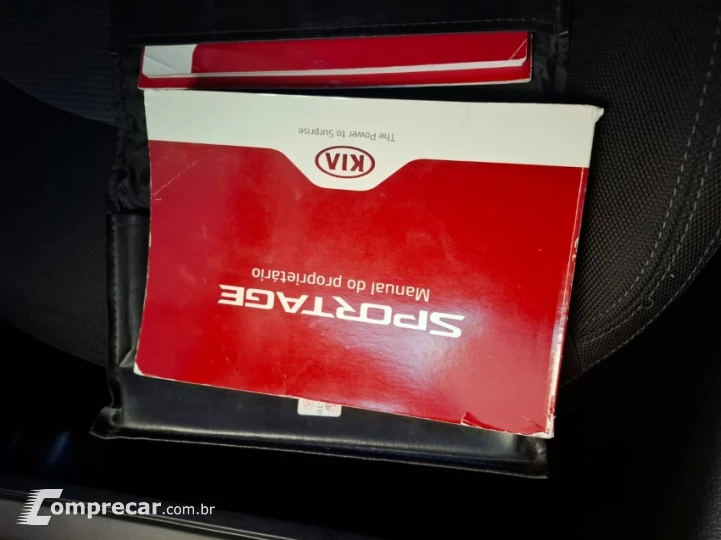 SPORTAGE
Manual do proprietário
KIA
The Power to Surprise
Comprecar.com.br